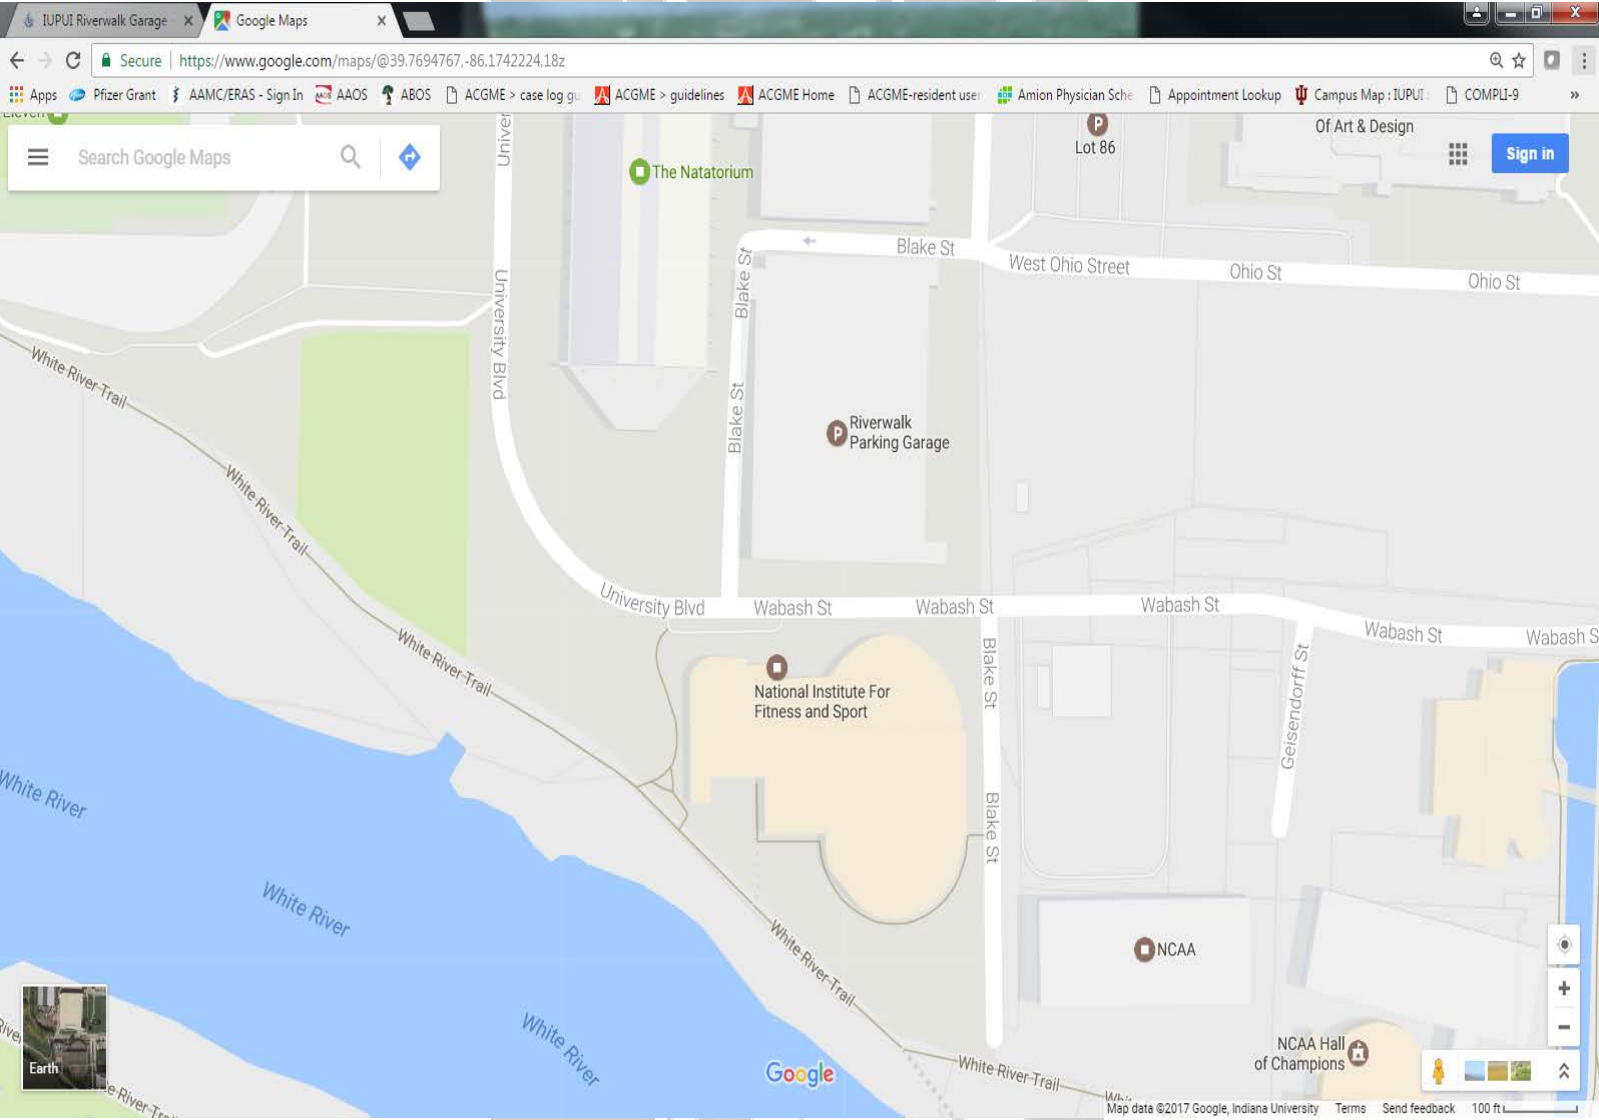 IUPUI Riverwalk Garage
Google Maps
Secure | https://www.google.com/maps/@39.7694767,-86.1742224,18z
Apps Pfizer Grant AAMC/ERAS - Sign In AAOS ABOS ACGME > case log gu ACGME > guidelines ACGME Home ACGME-resident user Amion Physician Sche Appointment Lookup Campus Map : IUPUI : COMPLI-9 »
Search Google Maps
Sign in
Of Art & Design
P
Lot 86
The Natatorium
Univer
University Blvd
Blake St
Blake St
Blake St
West Ohio Street
Ohio St
Ohio St
White River Trail
White River Trail
White River Trail
P Riverwalk
Parking Garage
University Blvd
Wabash St
Wabash St
Wabash St
Wabash St
Wabash S
National Institute For
Fitness and Sport
Blake St
Blake St
Geisendorff St
White River
White River
White River
White River Trail
White River Trail
NCAA
NCAA Hall
of Champions
Earth
Google
Map data ©2017 Google, Indiana University Terms Send feedback 100 ft